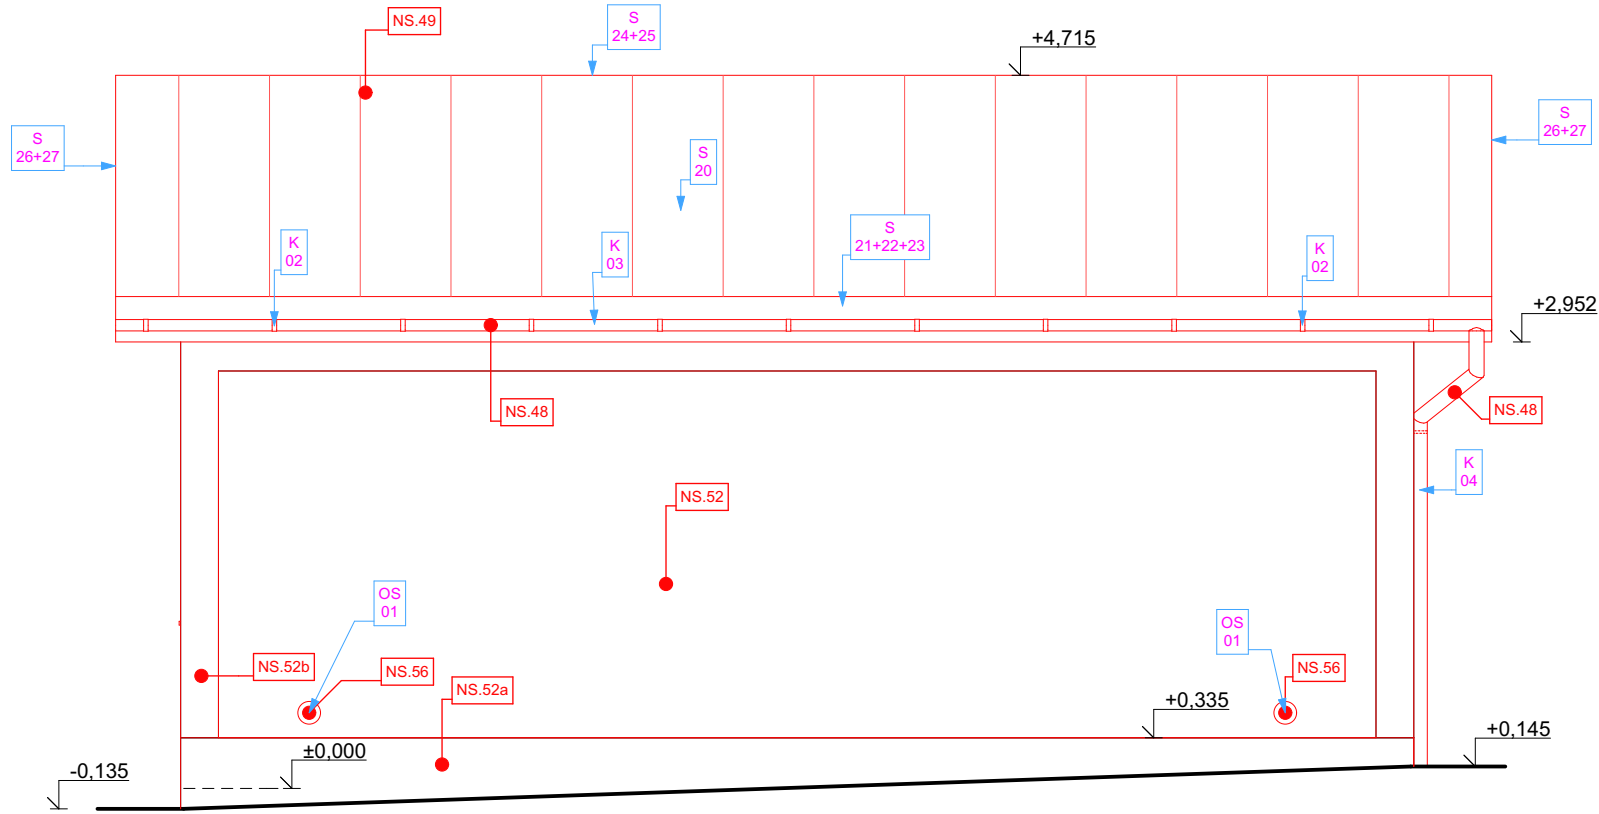 NS.49
S
24+25
+4,715
S
26+27
S
26+27
S
20
S
21+22+23
K
02
K
03
K
02
+2,952
NS.48
NS.48
K
04
NS.52
OS
01
OS
01
NS.52b
NS.56
NS.52a
NS.56
+0,335
+0,145
±0,000
-0,135